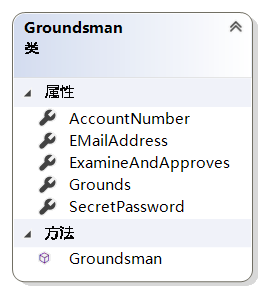 Groundsman
类
属性
AccountNumber
EMailAddress
ExamineAndApproves
Grounds
SecretPassword
方法
Groundsman